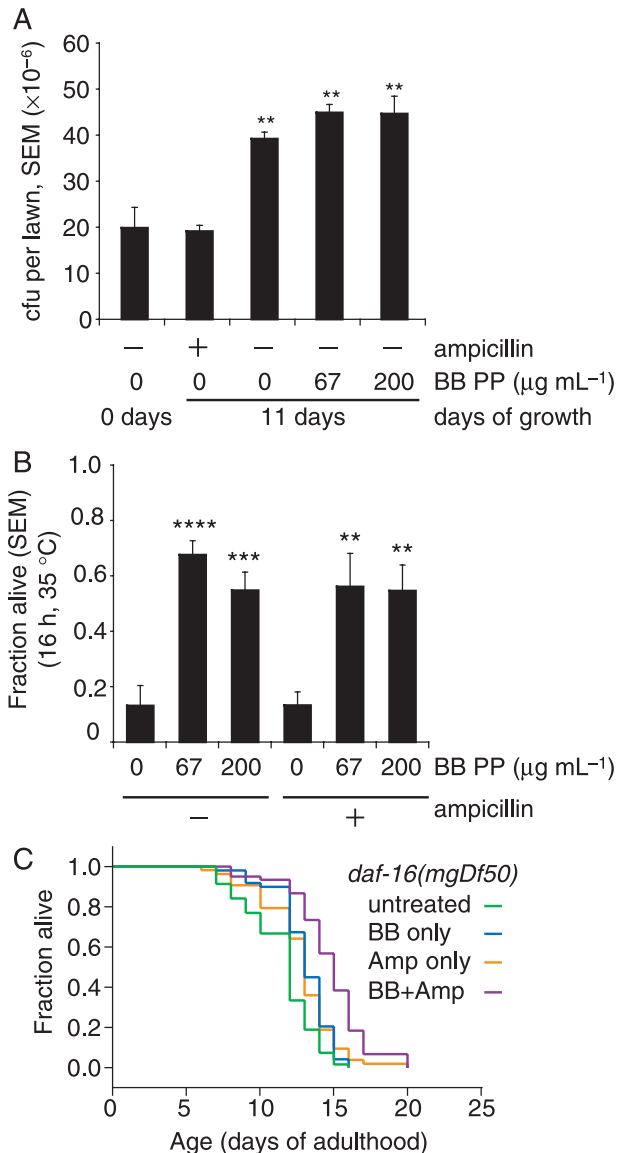 A
cfu per lawn, SEM (×10⁻⁶)
60
50
40
30
20
10
0
** ** **
– + – – – ampicillin
0 0 0 67 200 BB PP (μg mL⁻¹)
0 days 11 days days of growth
B
Fraction alive (SEM)
(16 h, 35 °C)
1.0
0.8
0.6
0.4
0.2
0
**** *** ** **
0 67 200 0 67 200 BB PP (μg mL⁻¹)
– + ampicillin
C
daf-16(mgDf50)
untreated
BB only
Amp only
BB+Amp
Fraction alive
1.0
0.8
0.6
0.4
0.2
0.0
0 5 10 15 20 25
Age (days of adulthood)